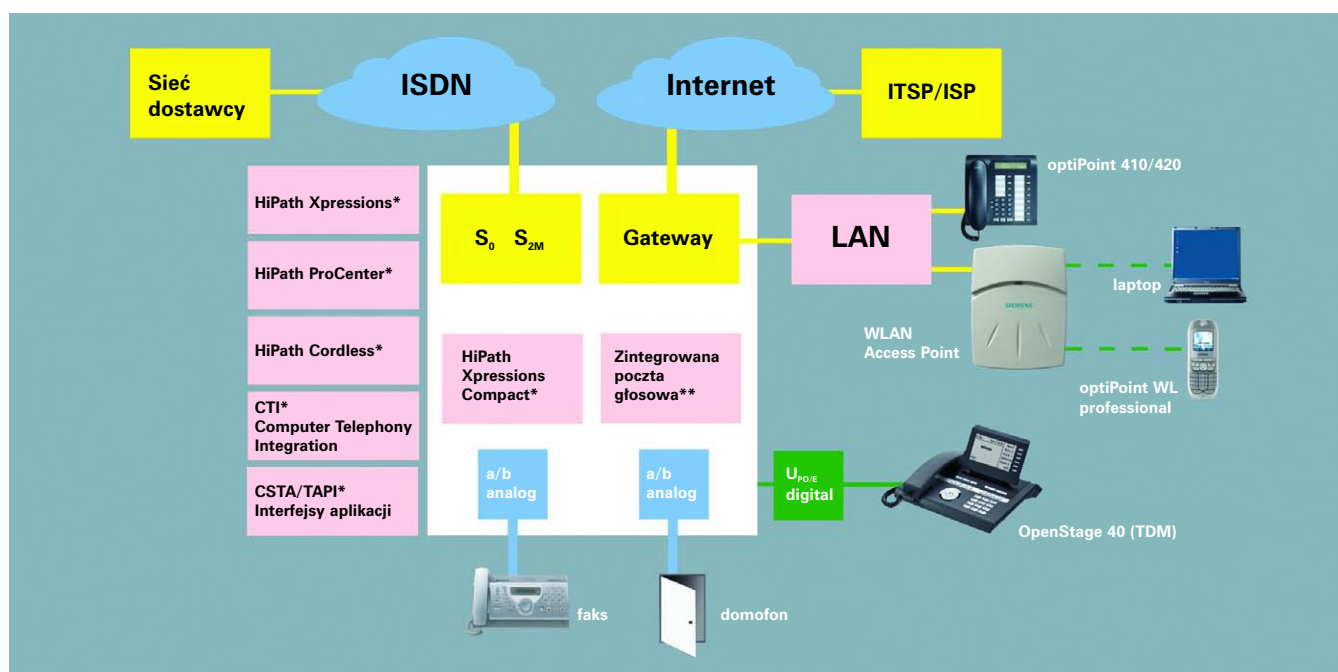 Sieć
dostawcy
ISDN
Internet
ITSP/ISP
HiPath Xpressions*
HiPath ProCenter*
HiPath Cordless*
CTI*
Computer Telephony
Integration
CSTA/TAPI*
Interfejsy aplikacji
S₀ S₂M
Gateway
HiPath
Xpressions
Compact*
Zintegrowana
poczta
głosowa**
a/b
analog
a/b
analog
LAN
optiPoint 410/420
SIEMENS
WLAN
Access Point
laptop
optiPoint WL
professional
UPO/E
digital
OpenStage 40 (TDM)
faks
domofon